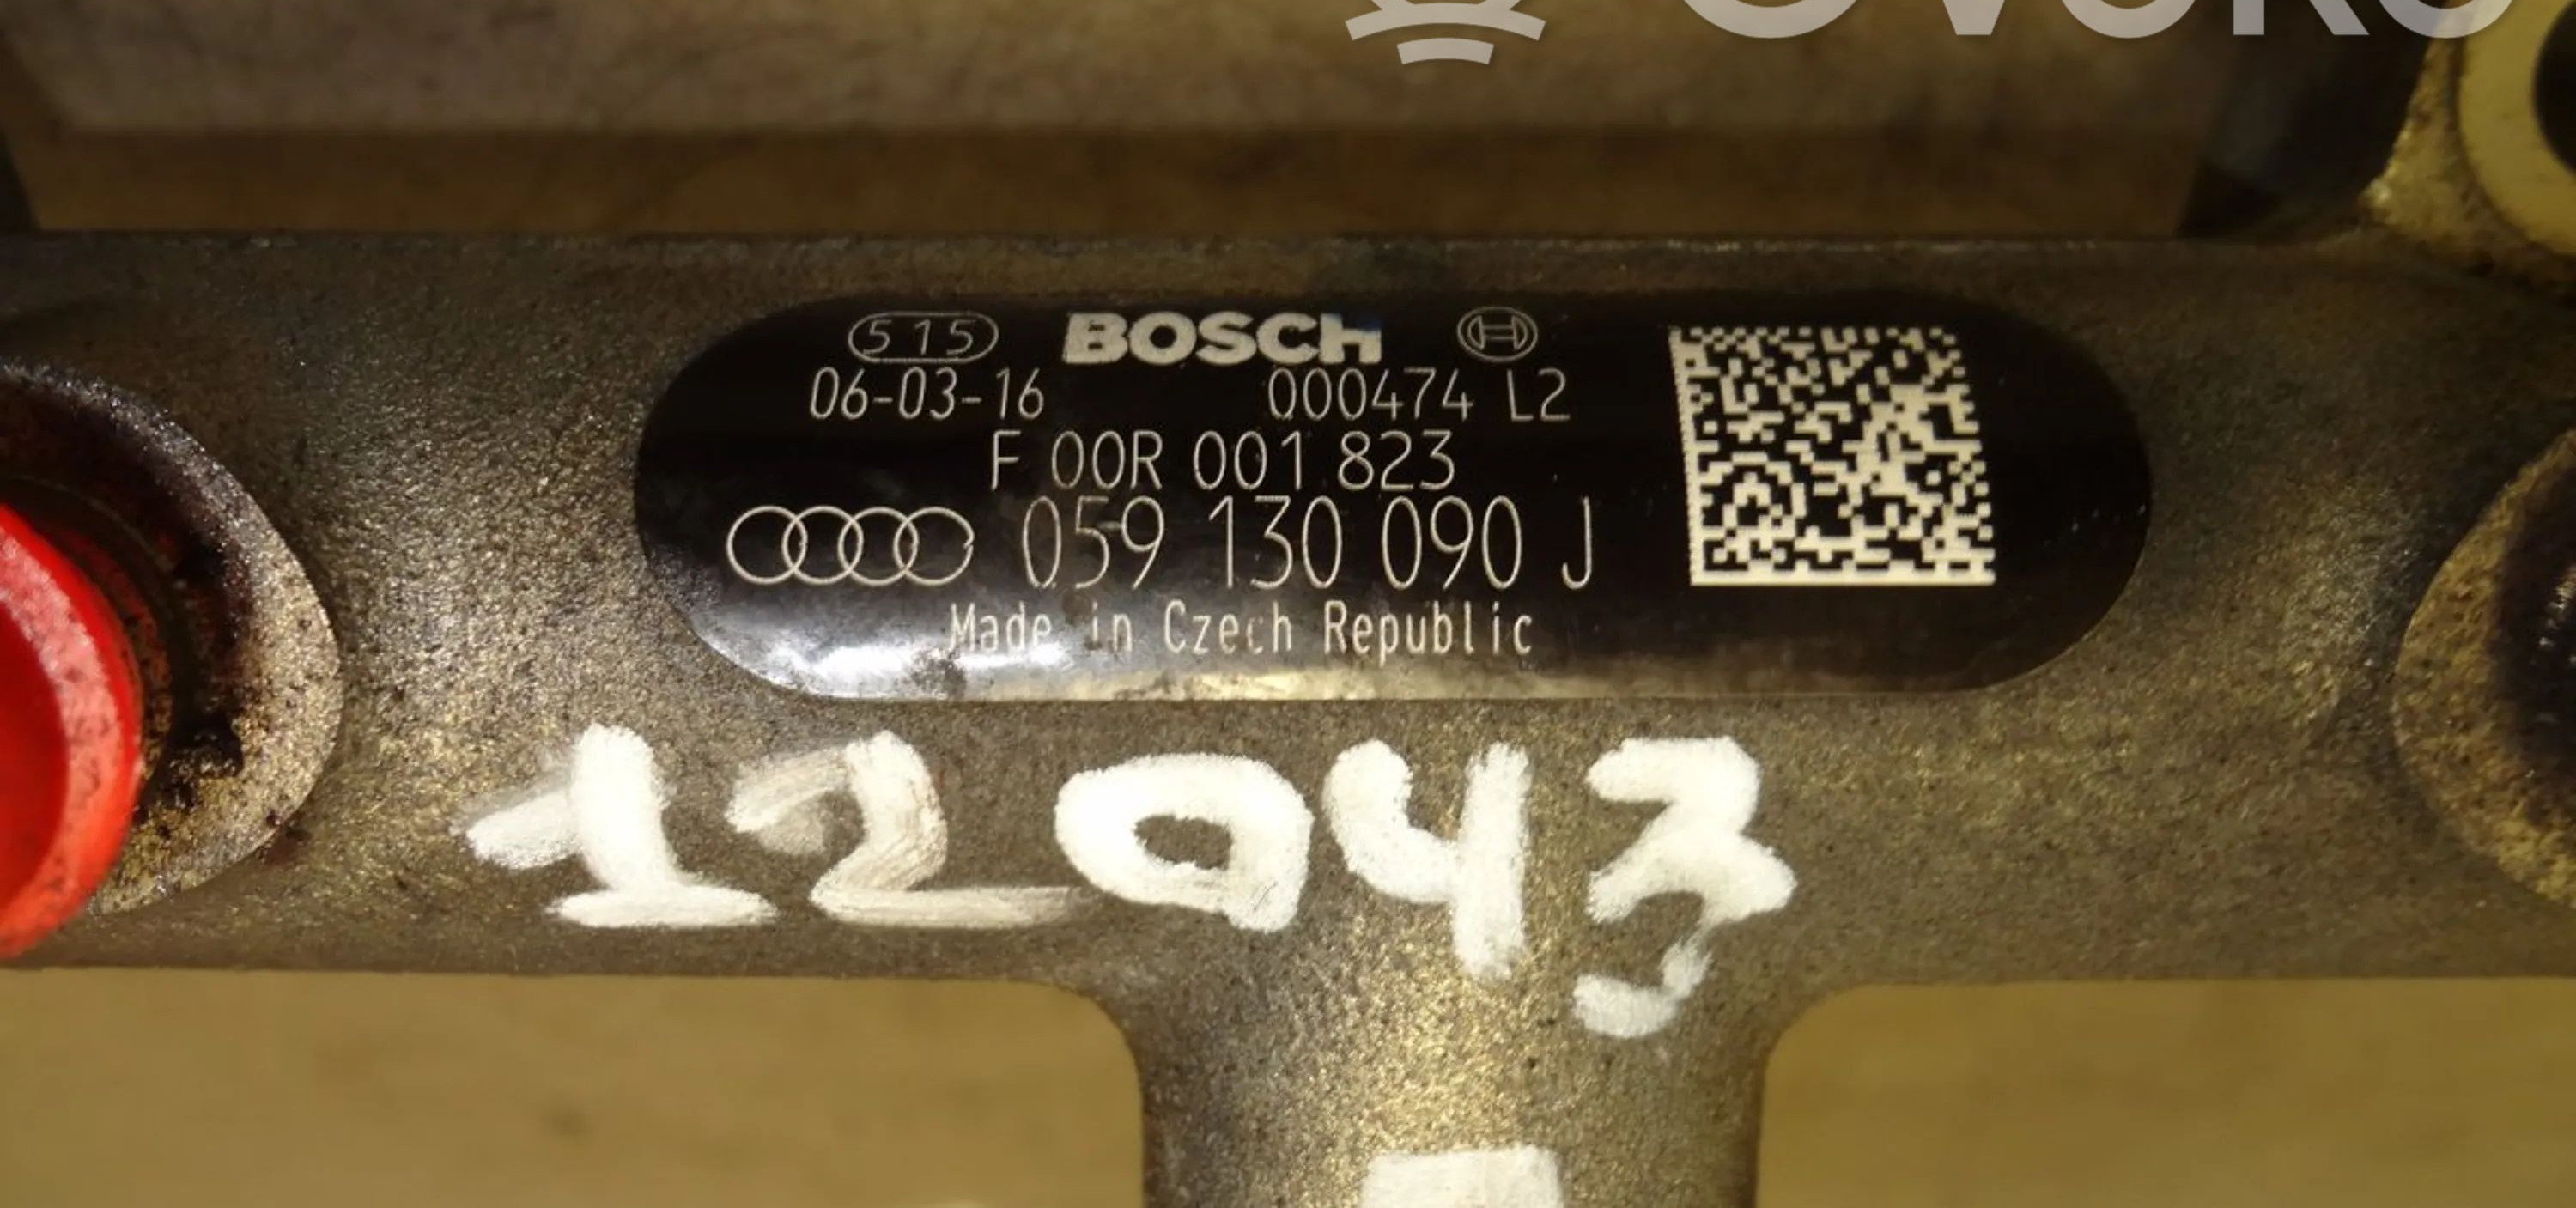 515 BOSCH
06-03-16 000474 L2
F 00R 001 823
059 130 090 J
Made in Czech Republic
12043